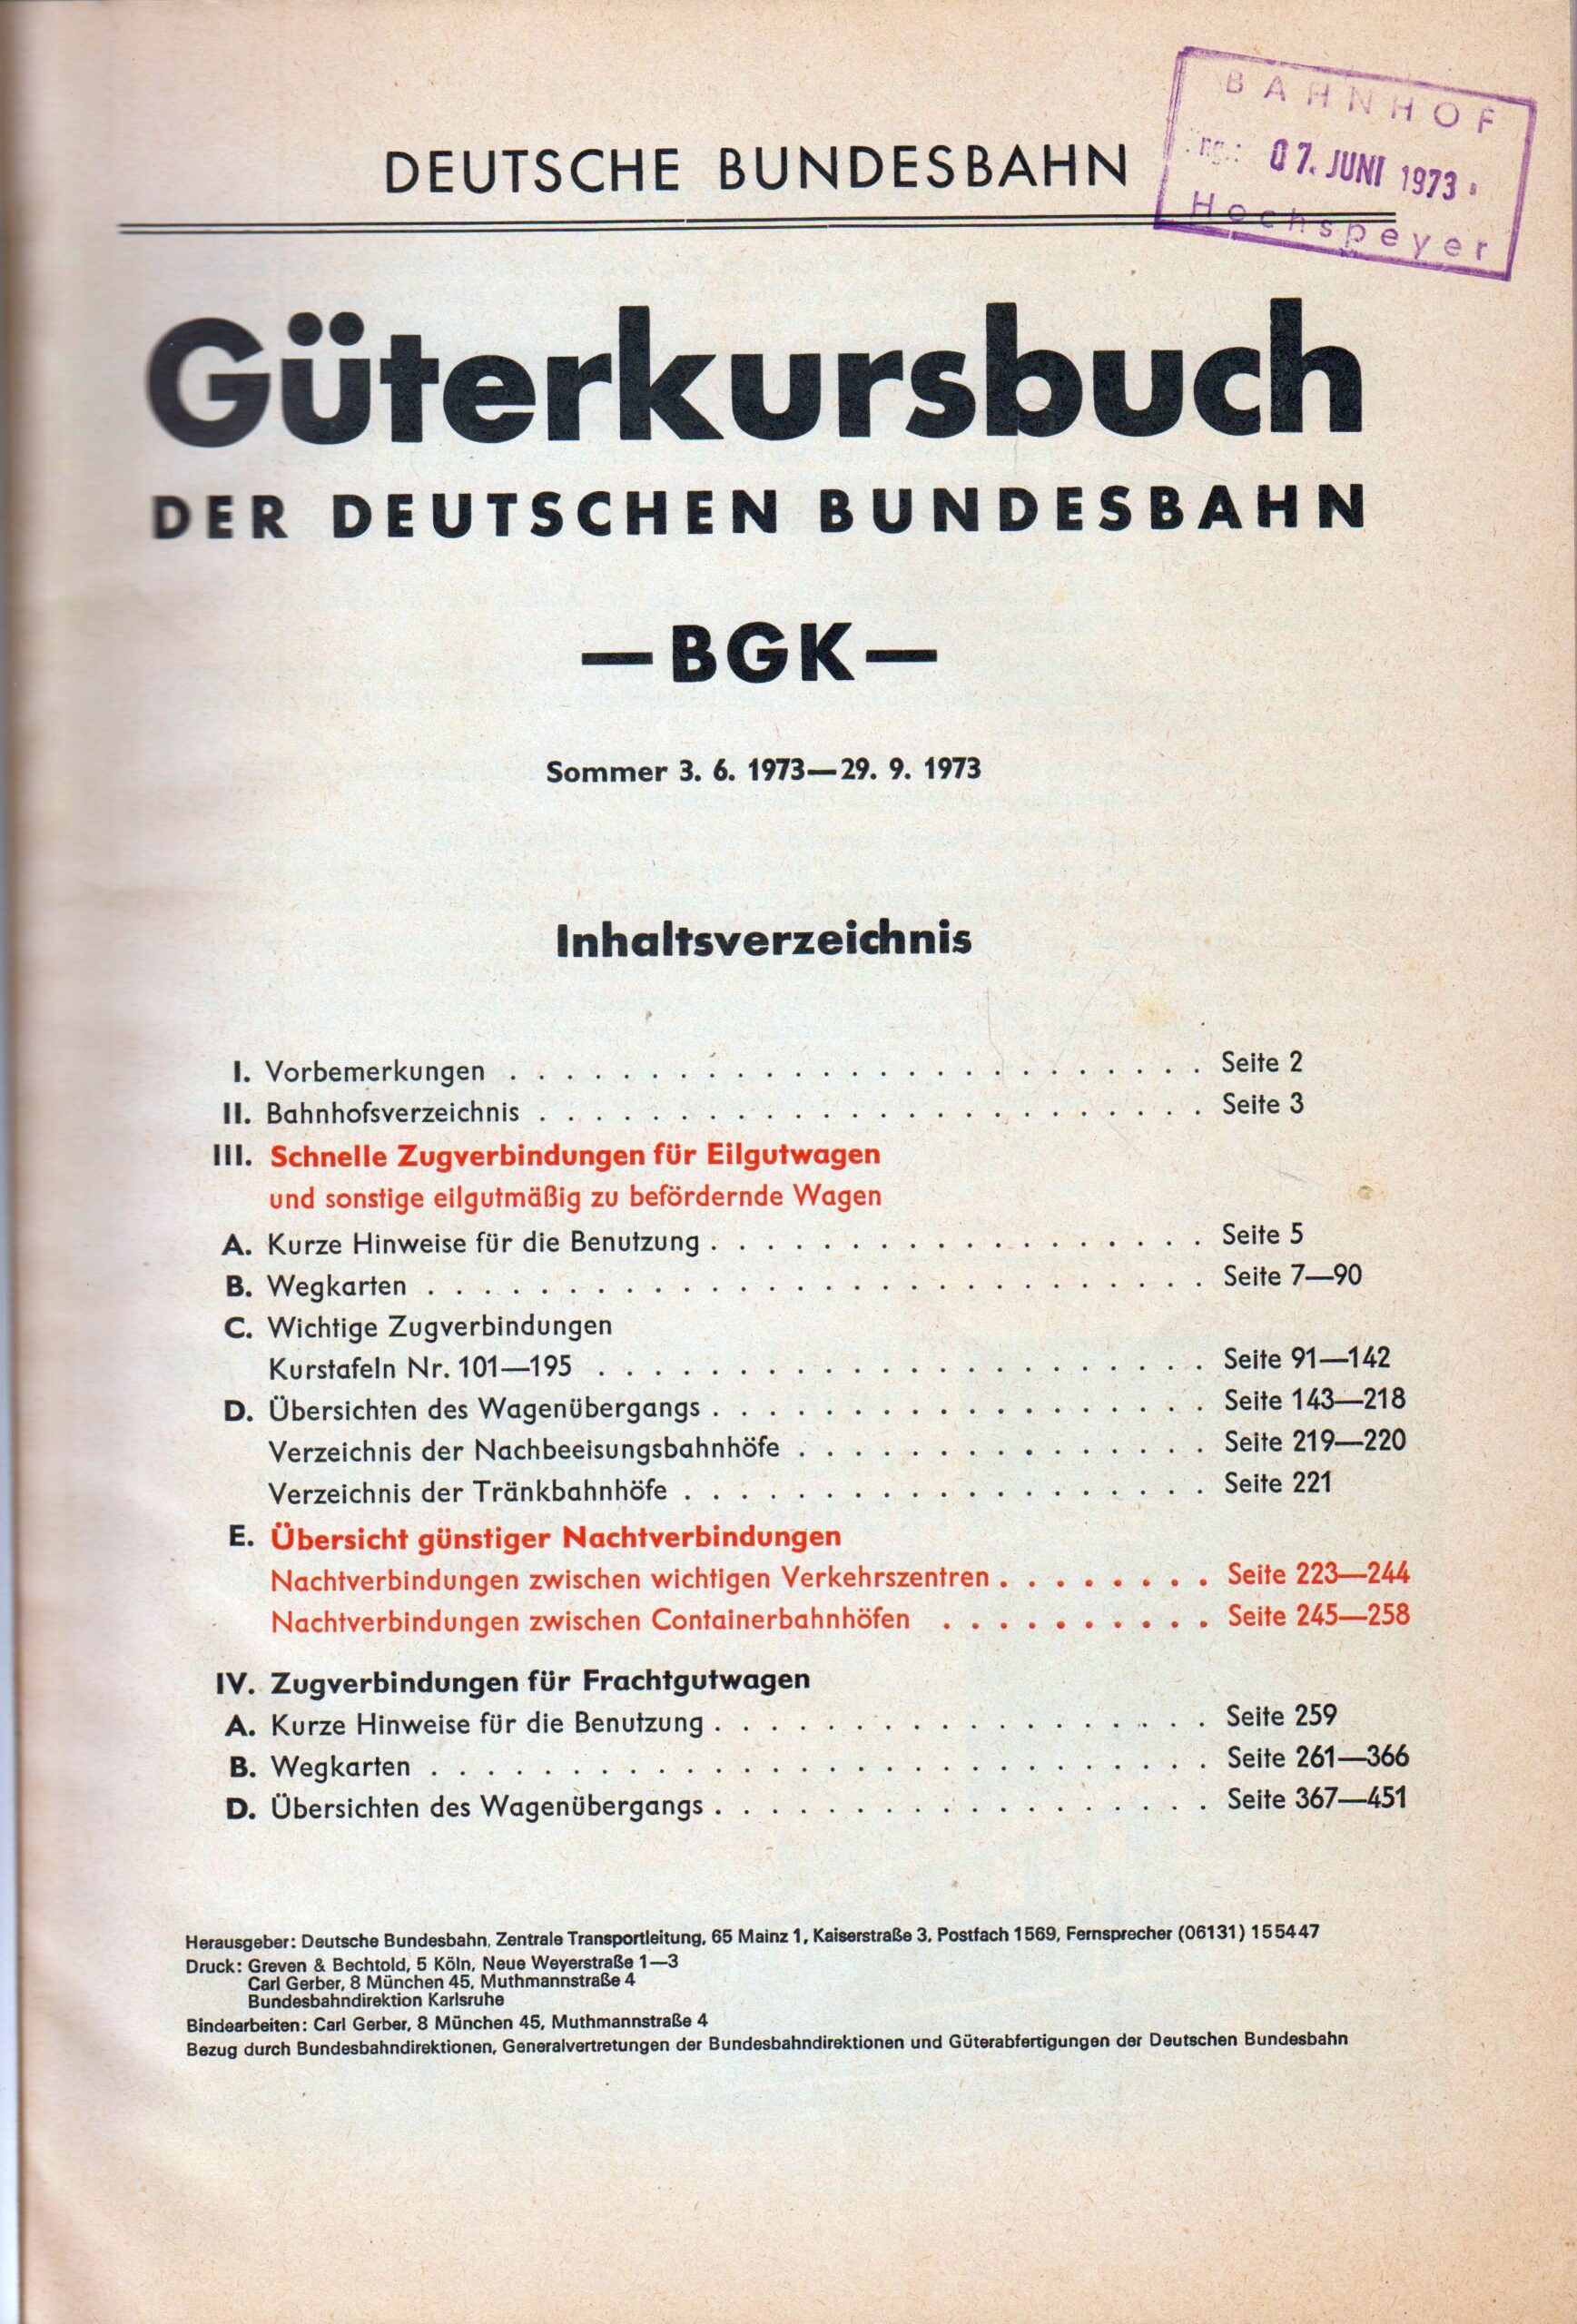 BAHNHOF
07. JUNI 1973
Hochspeyer
DEUTSCHE BUNDESBAHN
Güterkursbuch
DER DEUTSCHEN BUNDESBAHN
—BGK—
Sommer 3. 6. 1973—29. 9. 1973
Inhaltsverzeichnis
I. Vorbemerkungen . . . . . . . . . . . . . . . . . . . . . . . . . Seite 2
II. Bahnhofsverzeichnis . . . . . . . . . . . . . . . . . . . . . . . . Seite 3
III. Schnelle Zugverbindungen für Eilgutwagen
und sonstige eilgutmäßig zu befördernde Wagen
A. Kurze Hinweise für die Benutzung . . . . . . . . . . . . . . . . . . Seite 5
B. Wegkarten . . . . . . . . . . . . . . . . . . . . . . . . . . . . Seite 7—90
C. Wichtige Zugverbindungen
Kurstafeln Nr. 101—195 . . . . . . . . . . . . . . . . . . . . . . Seite 91—142
D. Übersichten des Wagenübergangs . . . . . . . . . . . . . . . . . . Seite 143—218
Verzeichnis der Nachbeeisungsbahnhöfe . . . . . . . . . . . . . . . Seite 219—220
Verzeichnis der Tränkbahnhöfe . . . . . . . . . . . . . . . . . . . Seite 221
E. Übersicht günstiger Nachtverbindungen
Nachtverbindungen zwischen wichtigen Verkehrszentren . . . . . . . . Seite 223—244
Nachtverbindungen zwischen Containerbahnhöfen . . . . . . . . . . Seite 245—258
IV. Zugverbindungen für Frachtgutwagen
A. Kurze Hinweise für die Benutzung . . . . . . . . . . . . . . . . . . Seite 259
B. Wegkarten . . . . . . . . . . . . . . . . . . . . . . . . . . . . Seite 261—366
D. Übersichten des Wagenübergangs . . . . . . . . . . . . . . . . . . Seite 367—451
Herausgeber: Deutsche Bundesbahn, Zentrale Transportleitung, 65 Mainz 1, Kaiserstraße 3, Postfach 1569, Fernsprecher (06131) 155447
Druck: Greven & Bechtold, 5 Köln, Neue Weyerstraße 1—3
Carl Gerber, 8 München 45, Muthmannstraße 4
Bundesbahndirektion Karlsruhe
Bindearbeiten: Carl Gerber, 8 München 45, Muthmannstraße 4
Bezug durch Bundesbahndirektionen, Generalvertretungen der Bundesbahndirektionen und Güterabfertigungen der Deutschen Bundesbahn